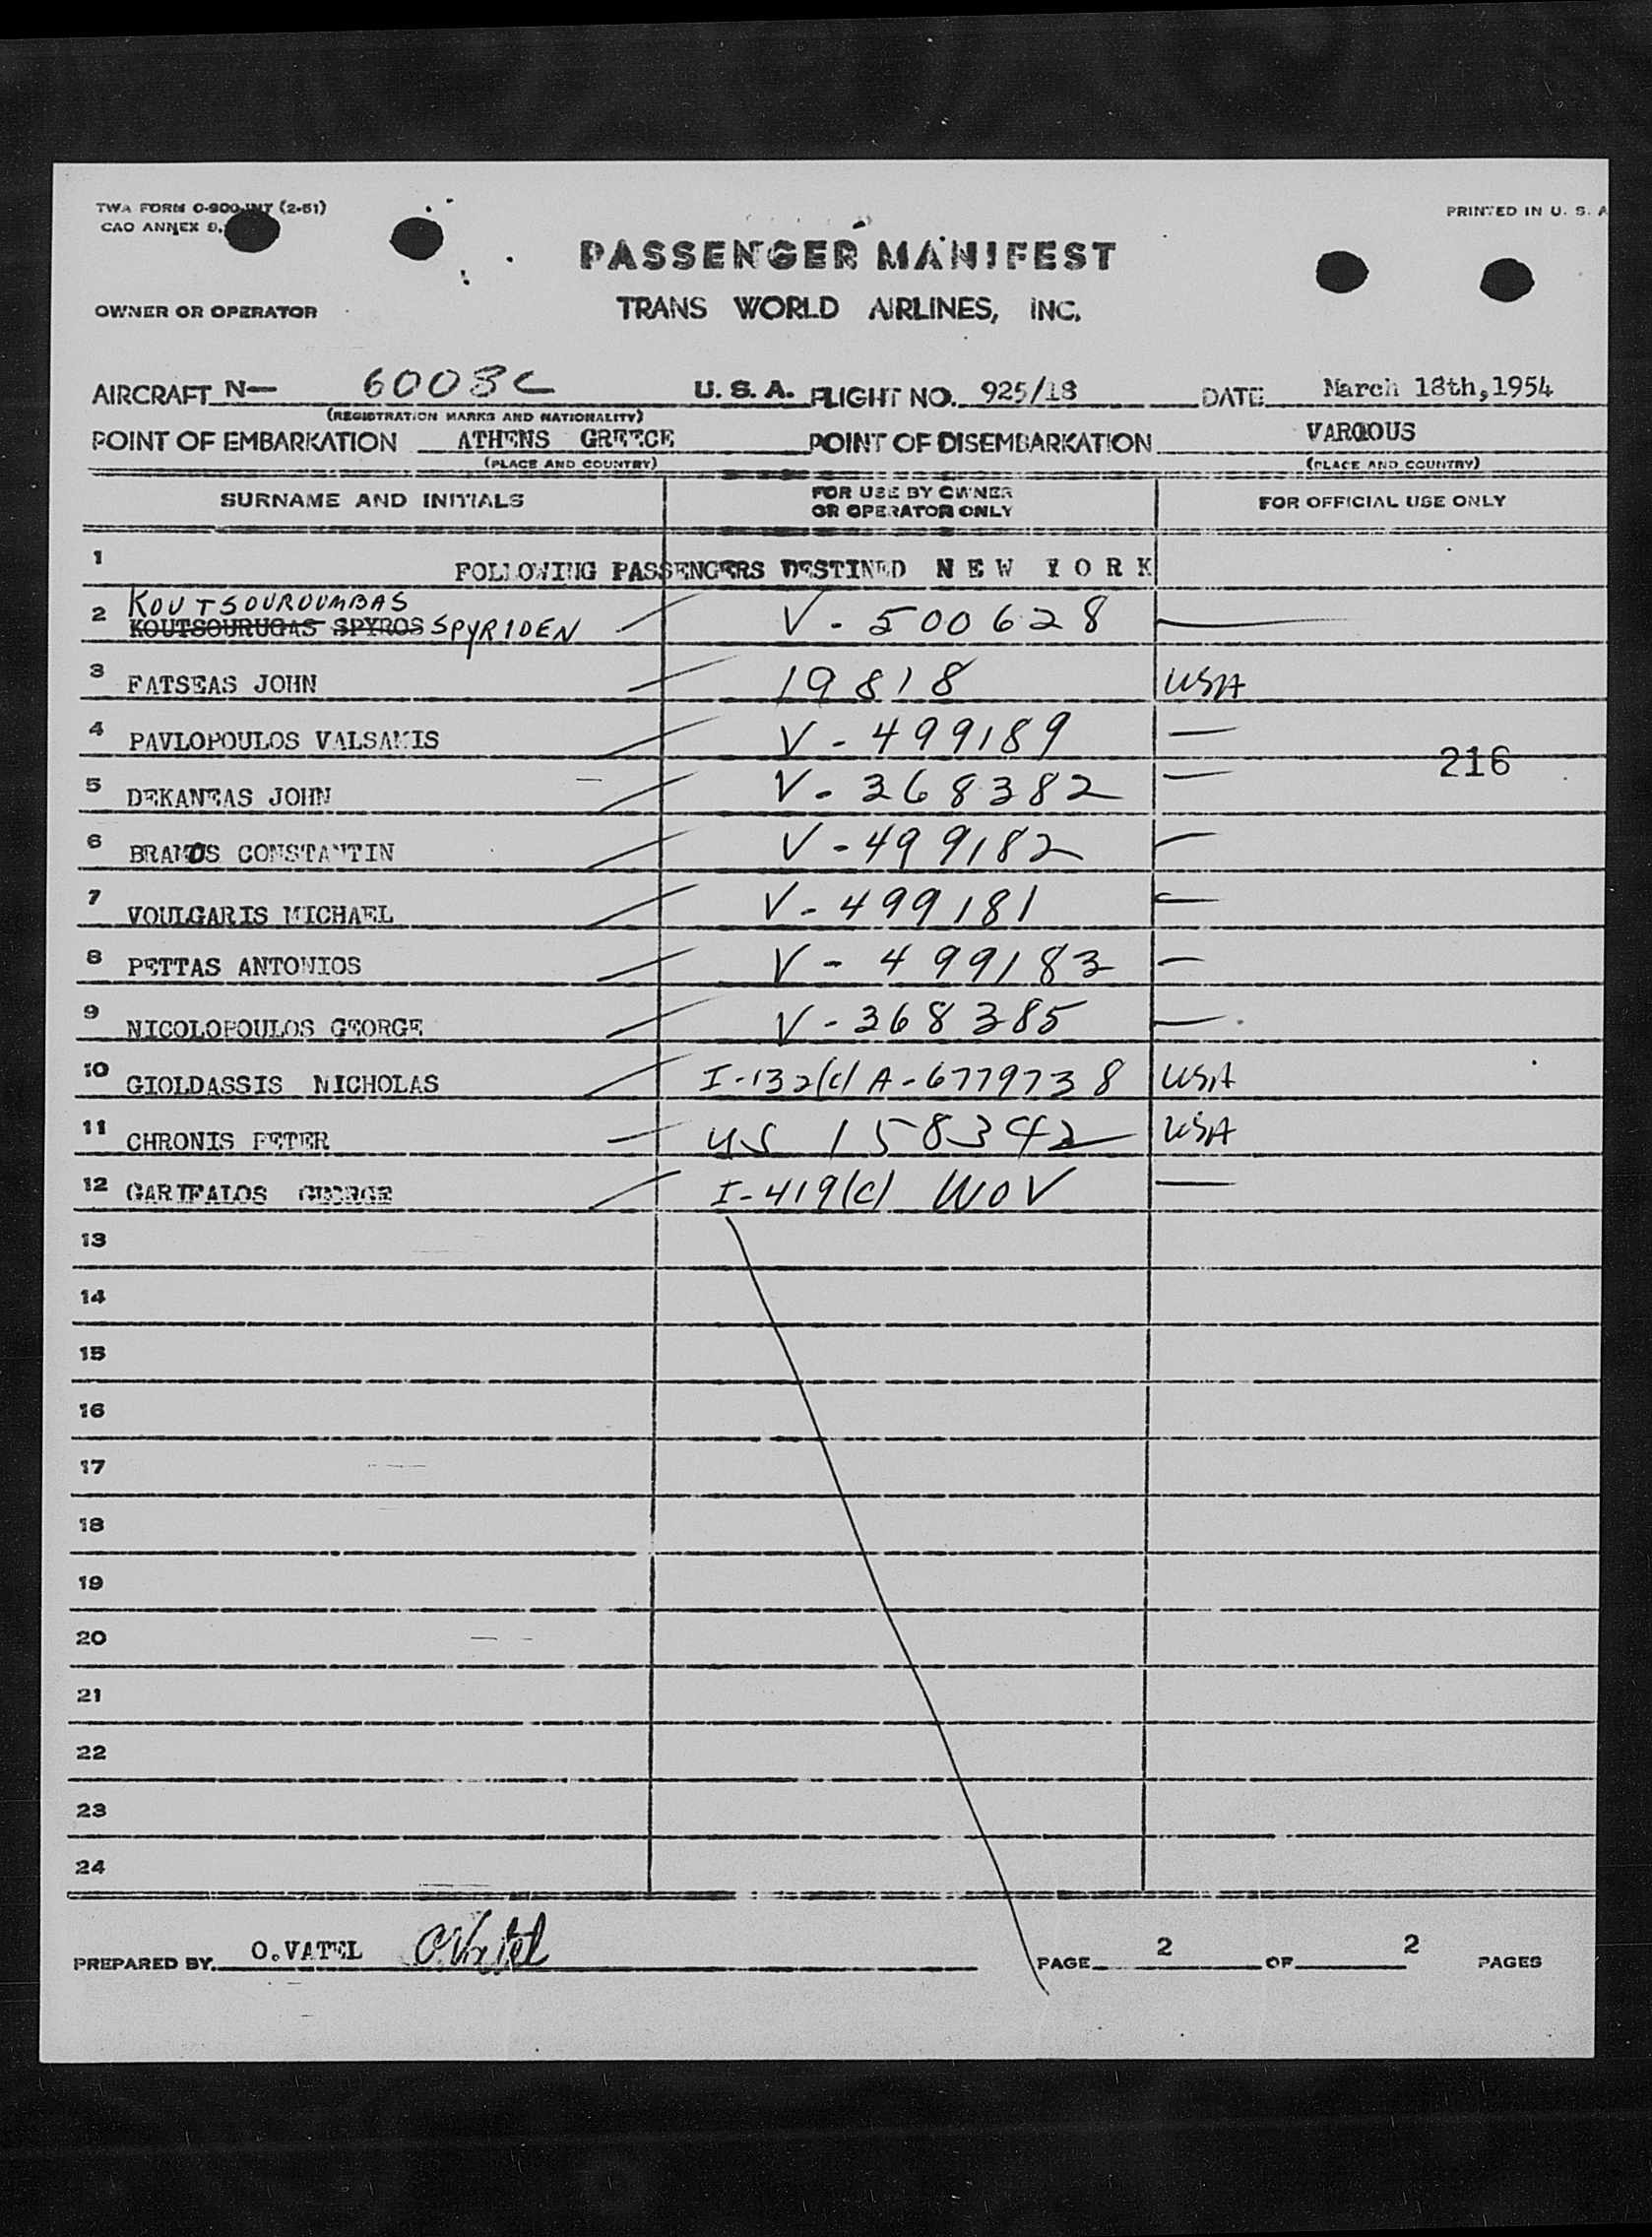 TWA FORM O-900-INT (2-51)
PRINTED IN U. S. A
CAO ANNEX 9,
PASSENGER MANIFEST
OWNER OR OPERATOR
TRANS WORLD AIRLINES, INC.
AIRCRAFT N— 6003C U. S. A. FLIGHT NO. 925/18 DATE March 18th,1954
(REGISTRATION MARKS AND NATIONALITY)
POINT OF EMBARKATION ATHENS GREECE POINT OF DISEMBARKATION VAROOUS
(PLACE AND COUNTRY) (PLACE AND COUNTRY)
SURNAME AND INITIALS FOR USE BY OWNER OR OPERATOR ONLY FOR OFFICIAL USE ONLY
1 FOLLOWING PASSENGERS DESTINED N E W Y O R K
KOUTSOUROUMBAS
2 KOUTSOURUGAS SPYROS SPYRIDEN V - 500628 —
3 FATSEAS JOHN 19818 USA
4 PAVLOPOULOS VALSAMIS V - 499189 —
216
5 DEKANEAS JOHN V - 368382 —
6 BRAMOS CONSTANTIN V - 499182 —
7 VOULGARIS MICHAEL V - 499181 —
8 PETTAS ANTONIOS V - 499183 —
9 NICOLOPOULOS GEORGE V - 368385 —
10 GIOLDASSIS NICHOLAS I-132(c) A-6779738 USA
11 CHRONIS PETER US 158342 USA
12 GARIFALOS GEORGE I-419(c) WOV —
13
14
15
16
17
18
19
20
21
22
23
24
PREPARED BY O.VATEL O.Vatel PAGE 2 OF 2 PAGES